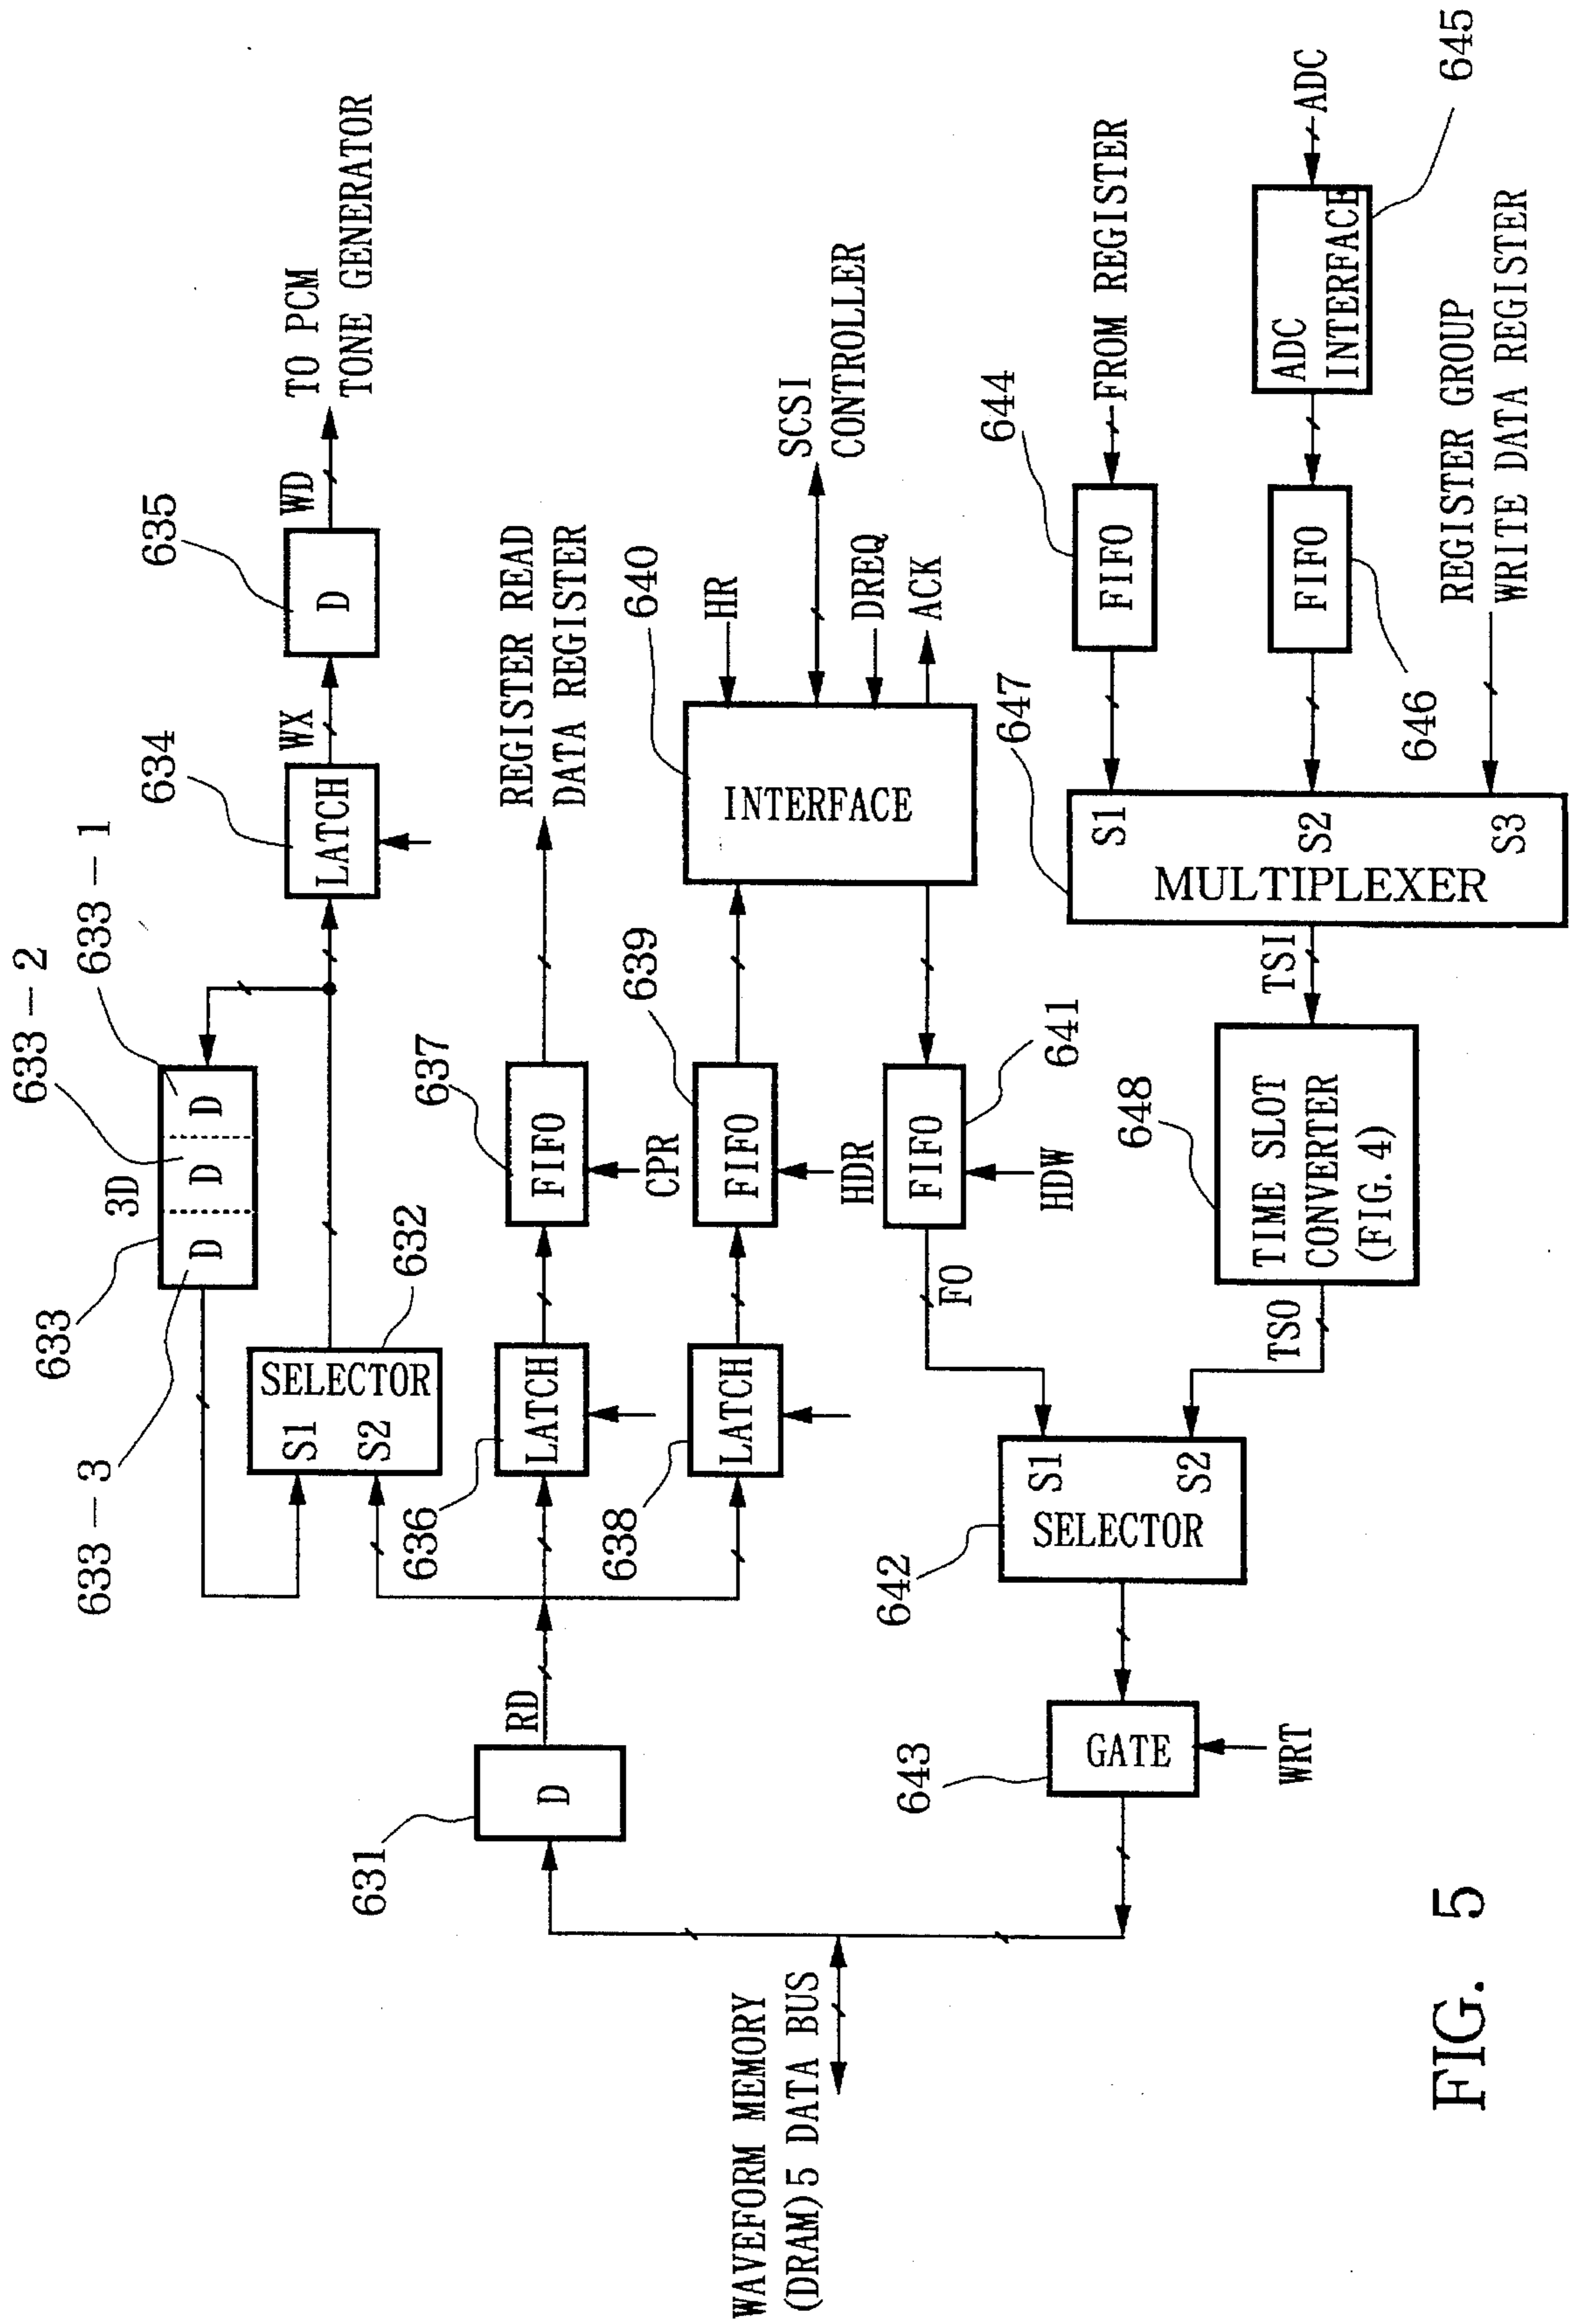 633-2
633-1
633
3D
633-3
D
D
D
634
635
TO PCM
TONE GENERATOR
SELECTOR
S1
S2
632
LATCH
WX
D
WD
636
LATCH
637
FIFO
CPR
REGISTER READ
DATA REGISTER
631
D
RD
638
LATCH
639
FIFO
HDR
640
INTERFACE
HR
SCSI
CONTROLLER
DREQ
ACK
WAVEFORM MEMORY
(DRAM)5 DATA BUS
FO
FIFO
641
HDW
642
S1
S2
SELECTOR
643
GATE
WRT
647
S1
S2
S3
MULTIPLEXER
644
FIFO
FROM REGISTER
648
TIME SLOT
CONVERTER
(FIG.4)
TSO
TSI
FIFO
646
ADC
INTERFACE
ADC
645
REGISTER GROUP
WRITE DATA REGISTER
FIG. 5